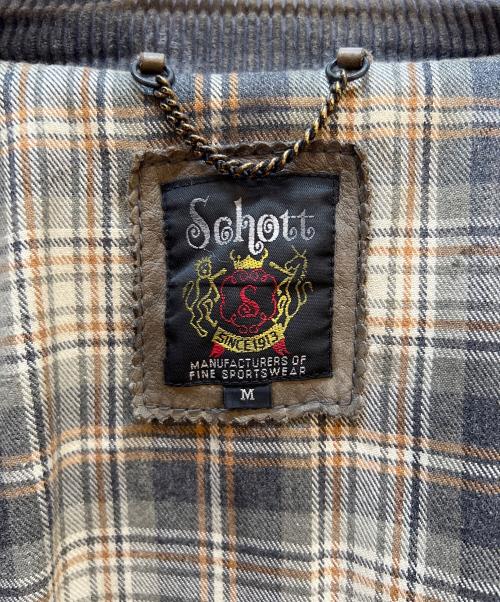 Schott
S
SINCE 1913
MANUFACTURERS OF
FINE SPORTSWEAR
M